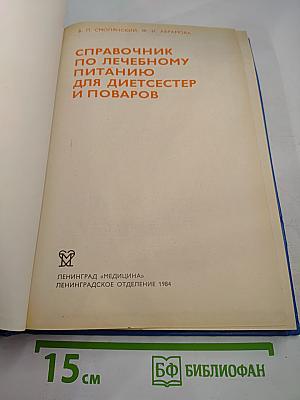 Б. Л. СМОЛЯНСКИЙ, Ж. И. АБРАМОВА
СПРАВОЧНИК
ПО ЛЕЧЕБНОМУ
ПИТАНИЮ
ДЛЯ ДИЕТСЕСТЕР
И ПОВАРОВ
ЛЕНИНГРАД «МЕДИЦИНА»
ЛЕНИНГРАДСКОЕ ОТДЕЛЕНИЕ 1984
15 см
БФ БИБЛИОФАН